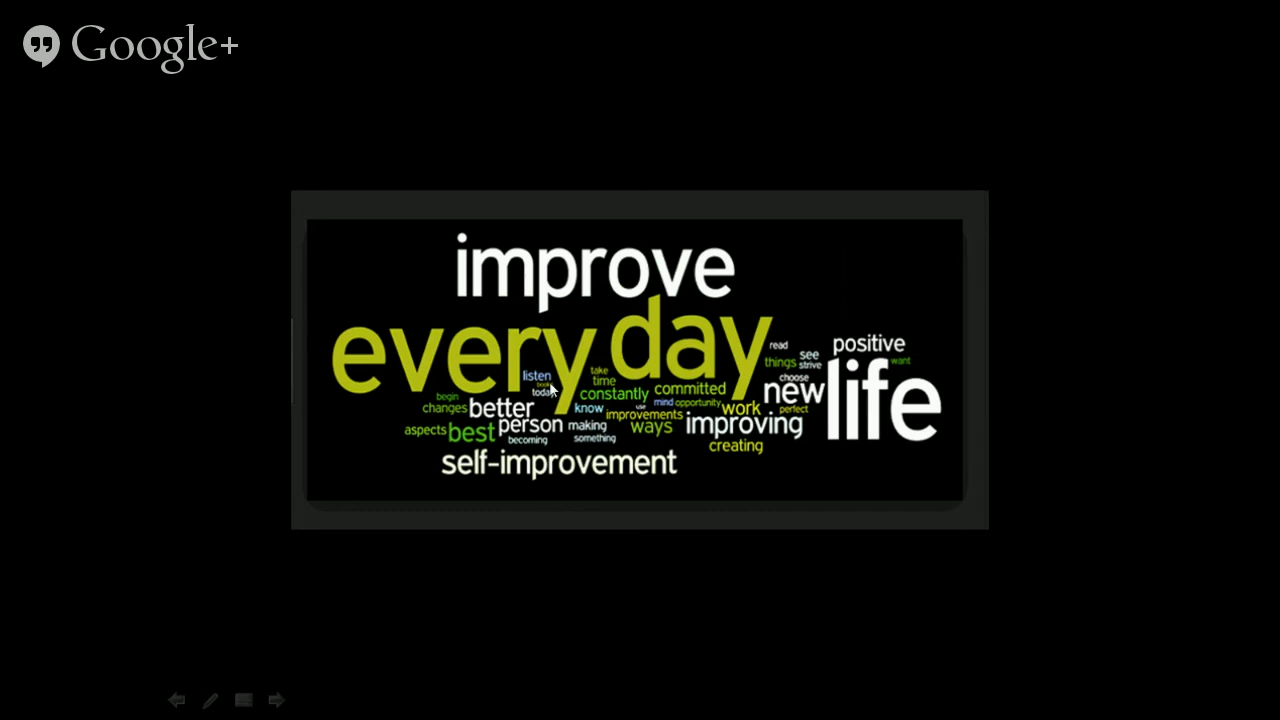 Google+
improve
every day
read
see
positive
things
strive
want
listen
take
books
time
choose
today
constantly
committed
new
life
begin
changes
better
know
use
mind
opportunity
work
perfect
improvements
aspects
best
person
making
ways
improving
becoming
something
creating
self-improvement